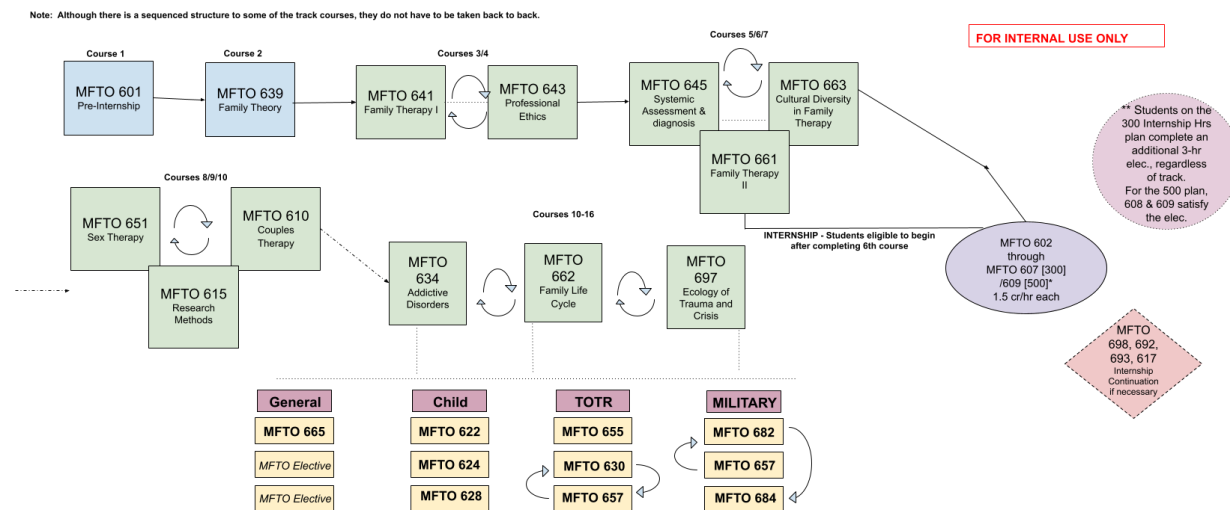 Note: Although there is a sequenced structure to some of the track courses, they do not have to be taken back to back.
FOR INTERNAL USE ONLY
Course 1
Course 2
Courses 3/4
Courses 5/6/7
MFTO 601
Pre-Internship
MFTO 639
Family Theory
MFTO 641
Family Therapy I
MFTO 643
Professional
Ethics
MFTO 645
Systemic
Assessment &
diagnosis
MFTO 663
Cultural Diversity
in Family
Therapy
MFTO 661
Family Therapy
II
** Students on the
300 Internship Hrs
plan complete an
additional 3-hr
elec., regardless
of track.
For the 500 plan,
608 & 609 satisfy
the elec.
Courses 8/9/10
MFTO 651
Sex Therapy
MFTO 610
Couples
Therapy
MFTO 615
Research
Methods
Courses 10-16
MFTO
634
Addictive
Disorders
MFTO
662
Family Life
Cycle
MFTO
697
Ecology of
Trauma and
Crisis
INTERNSHIP - Students eligible to begin
after completing 6th course
MFTO 602
through
MFTO 607 [300]
/609 [500]*
1.5 cr/hr each
MFTO
698, 692,
693, 617
Internship
Continuation
if necessary
General
MFTO 665
MFTO Elective
MFTO Elective
Child
MFTO 622
MFTO 624
MFTO 628
TOTR
MFTO 655
MFTO 630
MFTO 657
MILITARY
MFTO 682
MFTO 657
MFTO 684